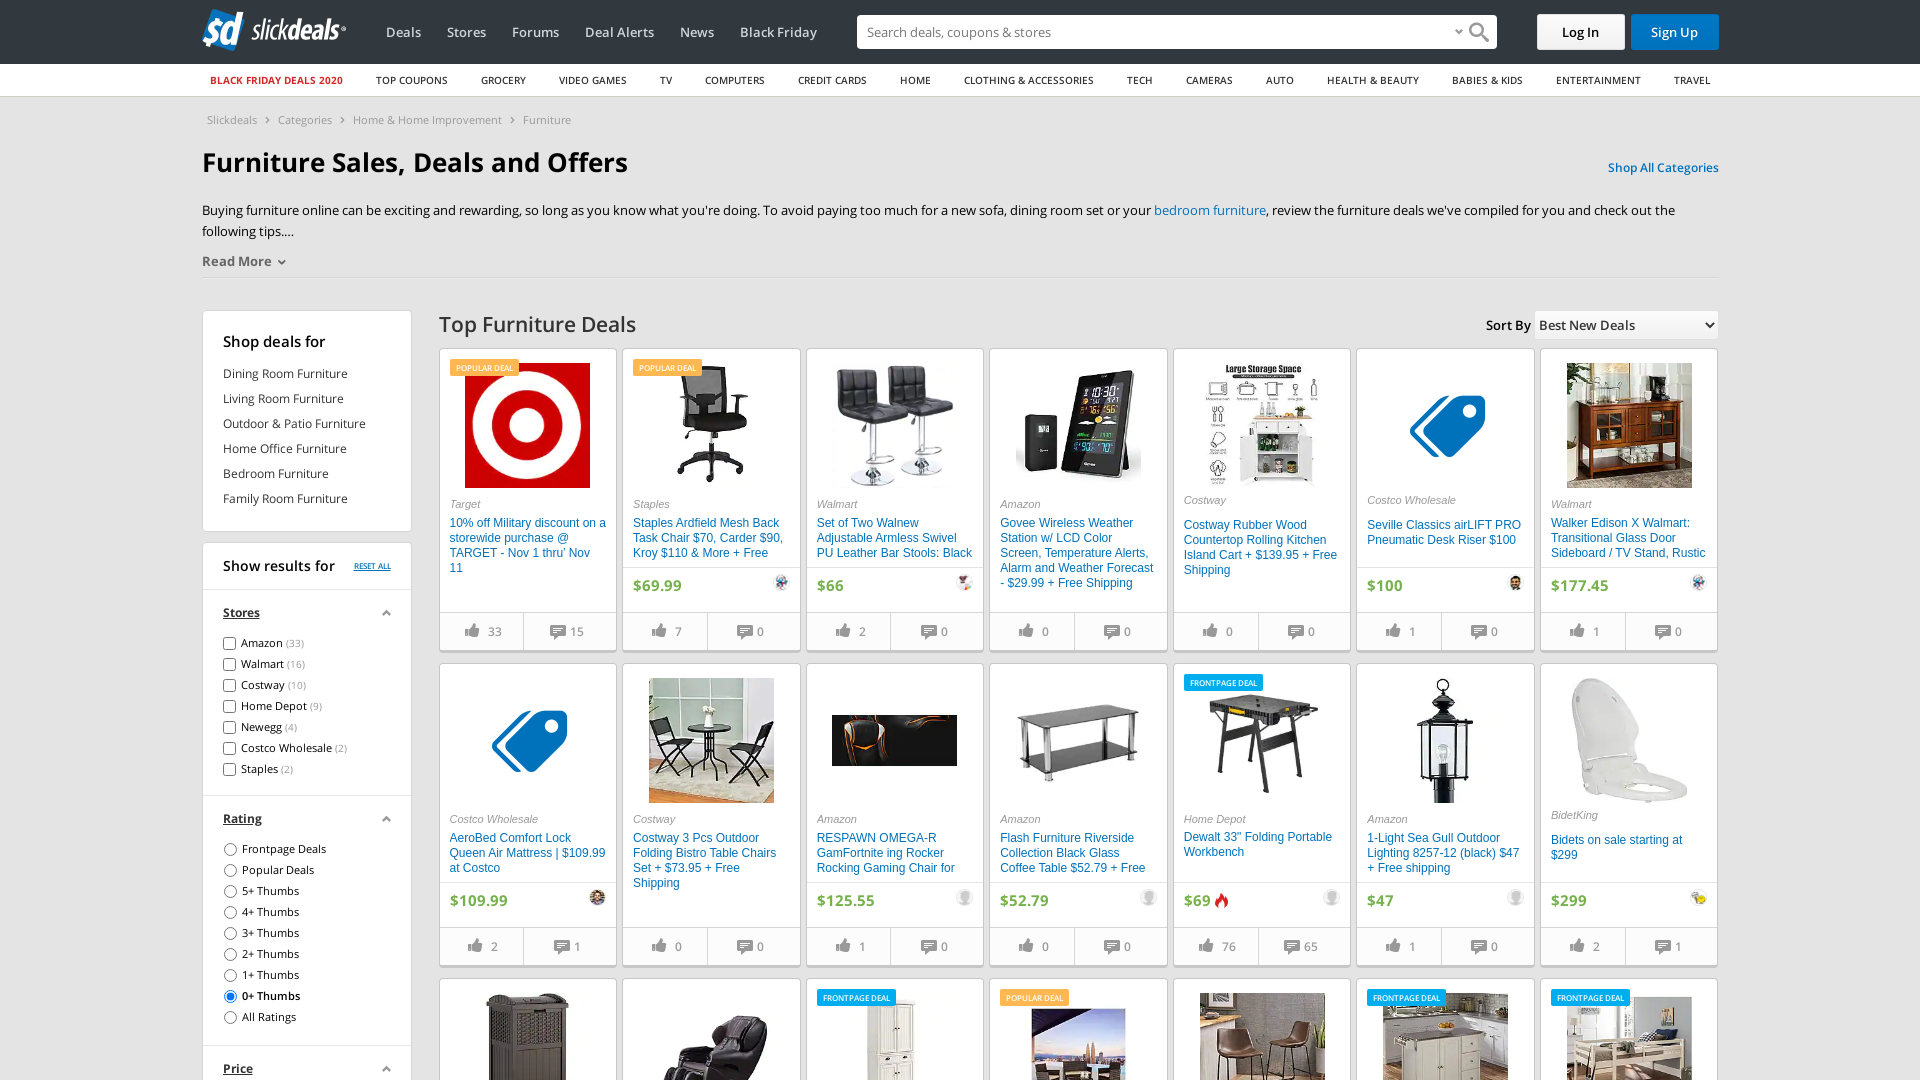 sd slickdeals
Deals
Stores
Forums
Deal Alerts
News
Black Friday
Search deals, coupons & stores
Log In
Sign Up
BLACK FRIDAY DEALS 2020
TOP COUPONS
GROCERY
VIDEO GAMES
TV
COMPUTERS
CREDIT CARDS
HOME
CLOTHING & ACCESSORIES
TECH
CAMERAS
AUTO
HEALTH & BEAUTY
BABIES & KIDS
ENTERTAINMENT
TRAVEL
Slickdeals > Categories > Home & Home Improvement > Furniture
Furniture Sales, Deals and Offers
Shop All Categories
Buying furniture online can be exciting and rewarding, so long as you know what you're doing. To avoid paying too much for a new sofa, dining room set or your bedroom furniture, review the furniture deals we've compiled for you and check out the
following tips....
Read More
Shop deals for
Dining Room Furniture
Living Room Furniture
Outdoor & Patio Furniture
Home Office Furniture
Bedroom Furniture
Family Room Furniture
Show results for
RESET ALL
Stores
Amazon (33)
Walmart (16)
Costway (10)
Home Depot (9)
Newegg (4)
Costco Wholesale (2)
Staples (2)
Rating
Frontpage Deals
Popular Deals
5+ Thumbs
4+ Thumbs
3+ Thumbs
2+ Thumbs
1+ Thumbs
0+ Thumbs
All Ratings
Price
Top Furniture Deals
Sort By
Best New Deals
POPULAR DEAL
Target
10% off Military discount on a
storewide purchase @
TARGET - Nov 1 thru' Nov
11
33
15
POPULAR DEAL
Staples
Staples Ardfield Mesh Back
Task Chair $70, Carder $90,
Kroy $110 & More + Free
$69.99
7
0
Walmart
Set of Two Walnew
Adjustable Armless Swivel
PU Leather Bar Stools: Black
$66
2
0
Amazon
Govee Wireless Weather
Station w/ LCD Color
Screen, Temperature Alerts,
Alarm and Weather Forecast
- $29.99 + Free Shipping
0
0
Large Storage Space
Costway
Costway Rubber Wood
Countertop Rolling Kitchen
Island Cart + $139.95 + Free
Shipping
0
0
Costco Wholesale
Seville Classics airLIFT PRO
Pneumatic Desk Riser $100
$100
1
0
Walmart
Walker Edison X Walmart:
Transitional Glass Door
Sideboard / TV Stand, Rustic
$177.45
1
0
Costco Wholesale
AeroBed Comfort Lock
Queen Air Mattress | $109.99
at Costco
$109.99
2
1
Costway
Costway 3 Pcs Outdoor
Folding Bistro Table Chairs
Set + $73.95 + Free
Shipping
0
0
Amazon
RESPAWN OMEGA-R
GamFortnite ing Rocker
Rocking Gaming Chair for
$125.55
1
0
Amazon
Flash Furniture Riverside
Collection Black Glass
Coffee Table $52.79 + Free
$52.79
0
0
FRONTPAGE DEAL
Home Depot
Dewalt 33" Folding Portable
Workbench
$69
76
65
Amazon
1-Light Sea Gull Outdoor
Lighting 8257-12 (black) $47
+ Free shipping
$47
1
0
BidetKing
Bidets on sale starting at
$299
$299
2
1
FRONTPAGE DEAL
POPULAR DEAL
FRONTPAGE DEAL
FRONTPAGE DEAL